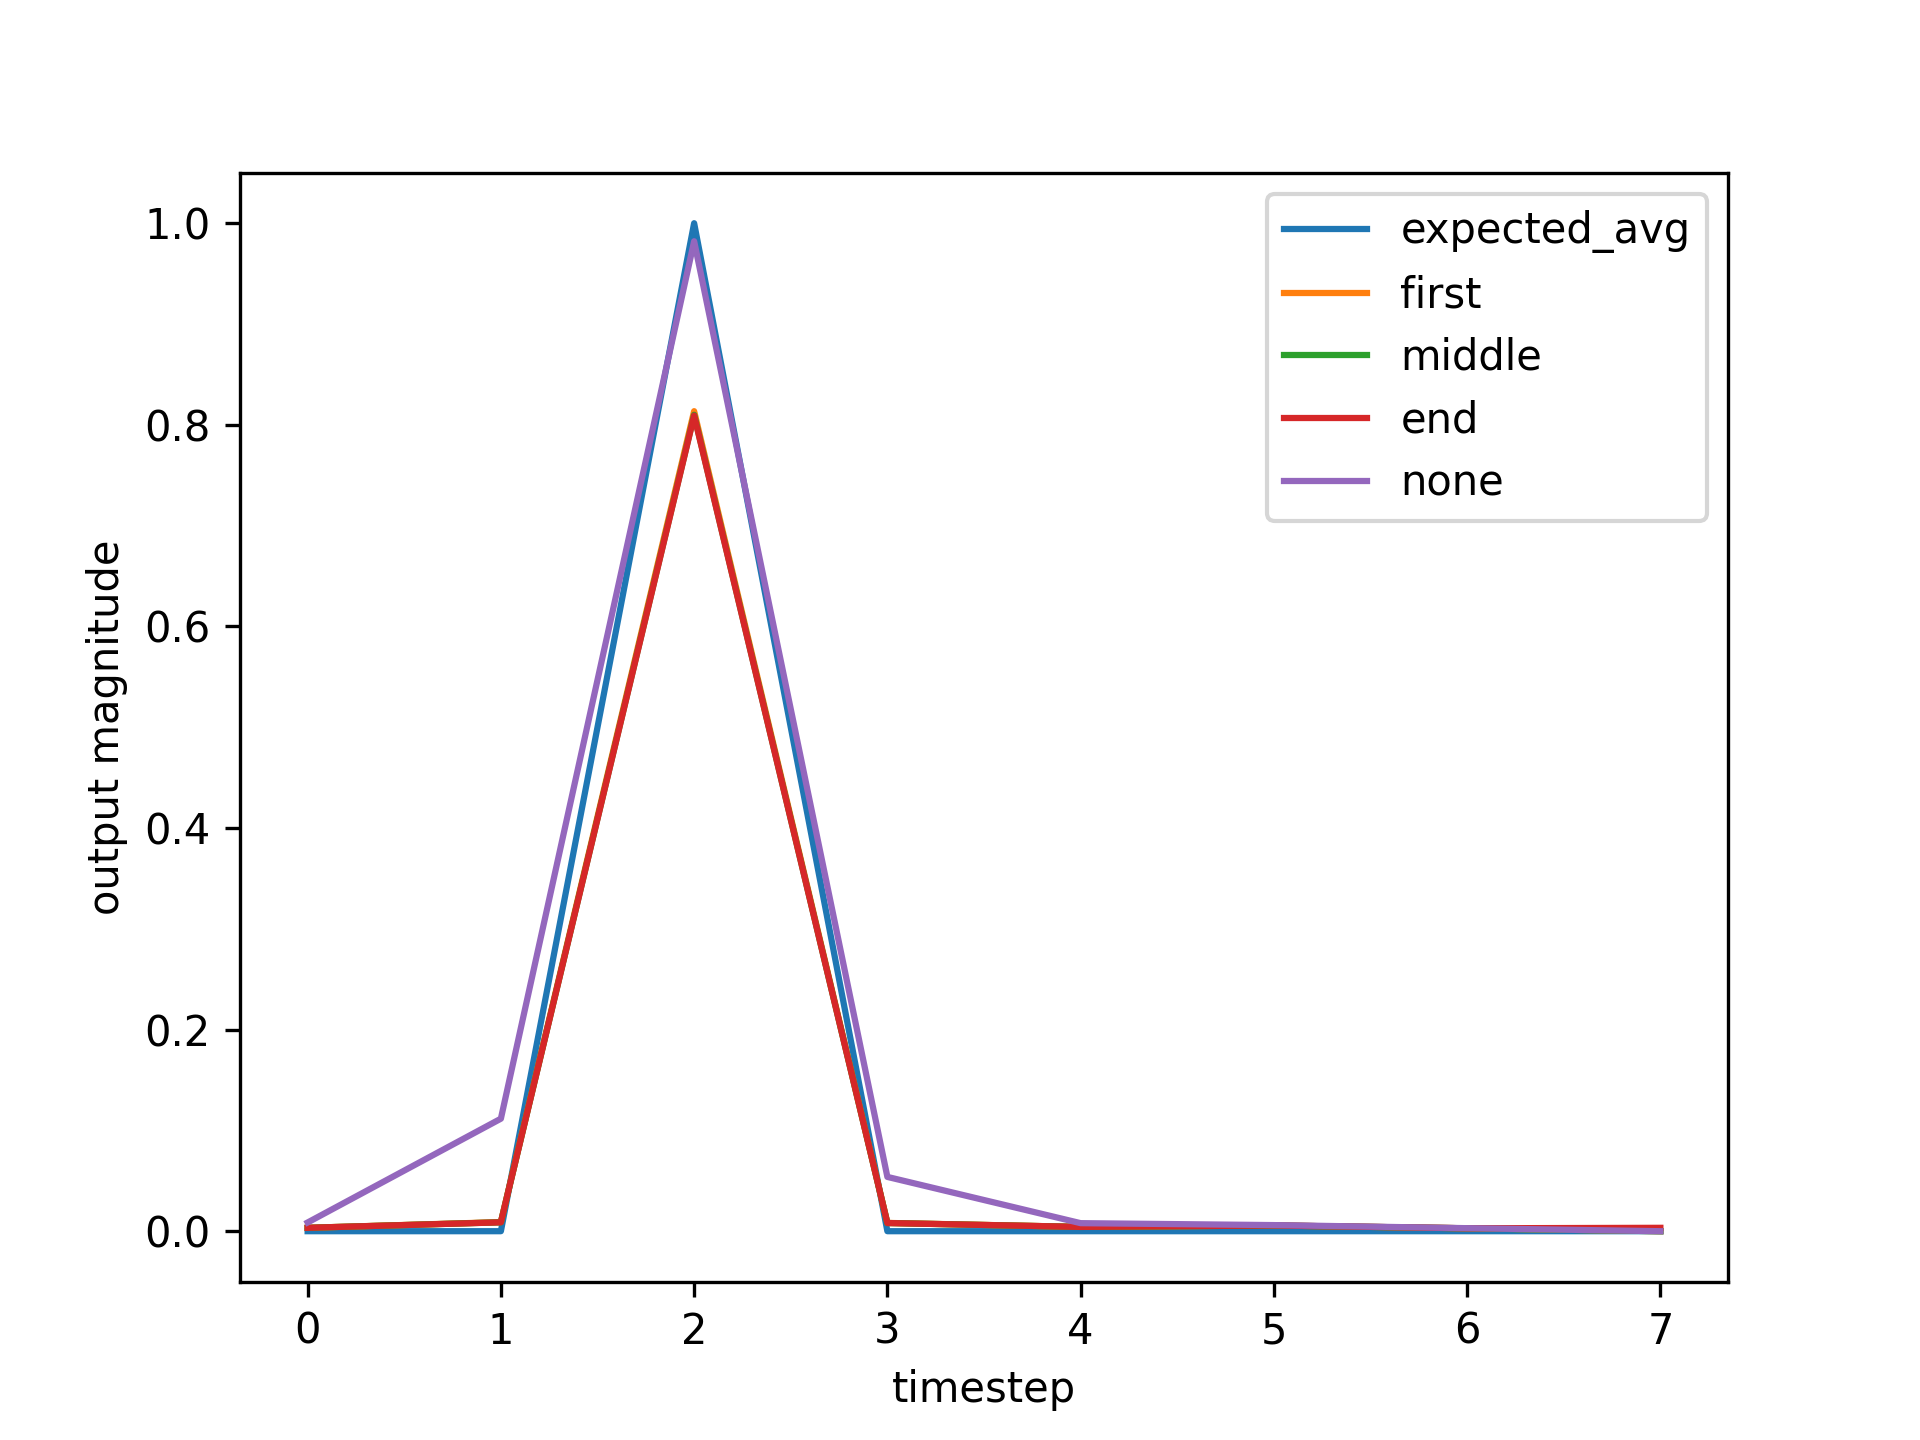 expected_avg
first
middle
end
none
1.0
0.8
0.6
0.4
0.2
0.0
output magnitude
0 1 2 3 4 5 6 7
timestep